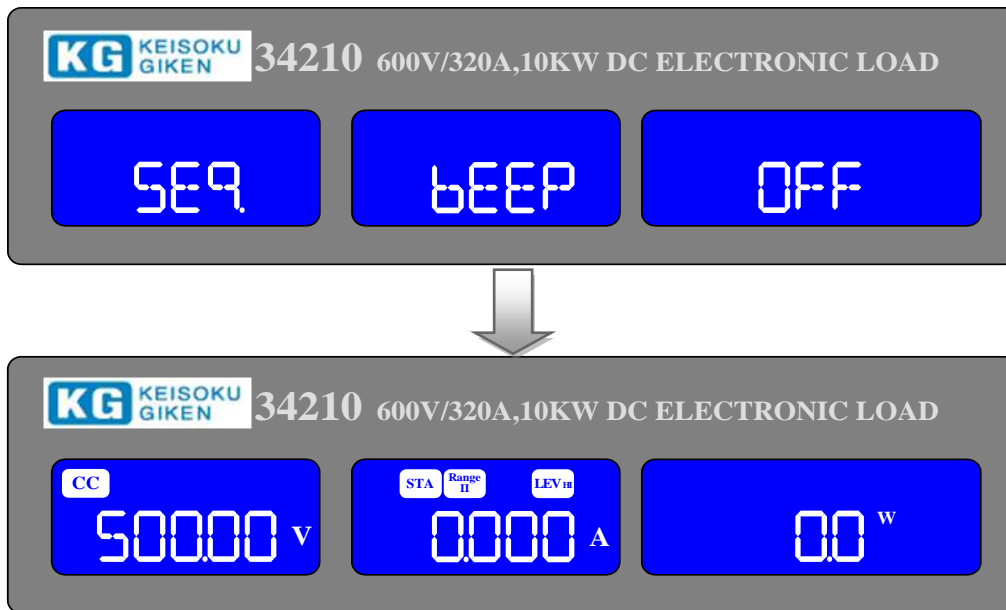 KG KEISOKU GIKEN 34210 600V/320A,10KW DC ELECTRONIC LOAD
SEq. bEEP OFF
KG KEISOKU GIKEN 34210 600V/320A,10KW DC ELECTRONIC LOAD
CC STA Range II LEV HI
500.00 V 0.000 A 0.0 W